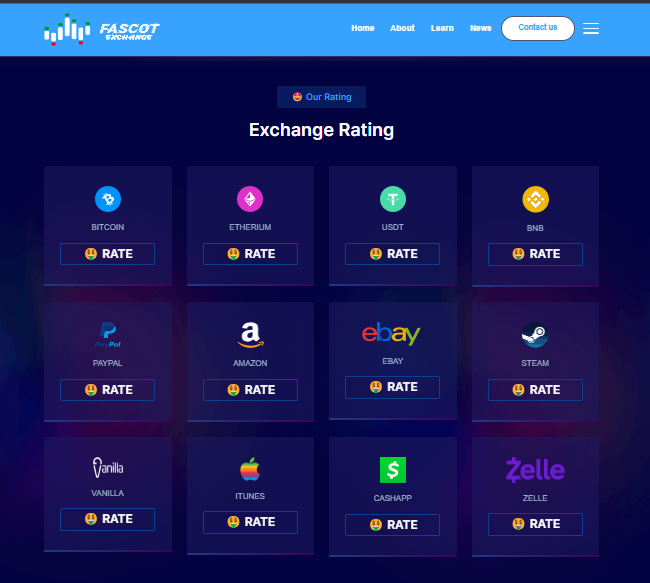 FASCOT
EXCHANGE
Home About Learn News Contact us
Our Rating
Exchange Rating
BITCOIN ETHERIUM USDT BNB
RATE RATE RATE RATE
PayPal ebay
PAYPAL AMAZON EBAY STEAM
RATE RATE RATE RATE
Vanilla Żelle
VANILLA ITUNES CASHAPP ZELLE
RATE RATE RATE RATE